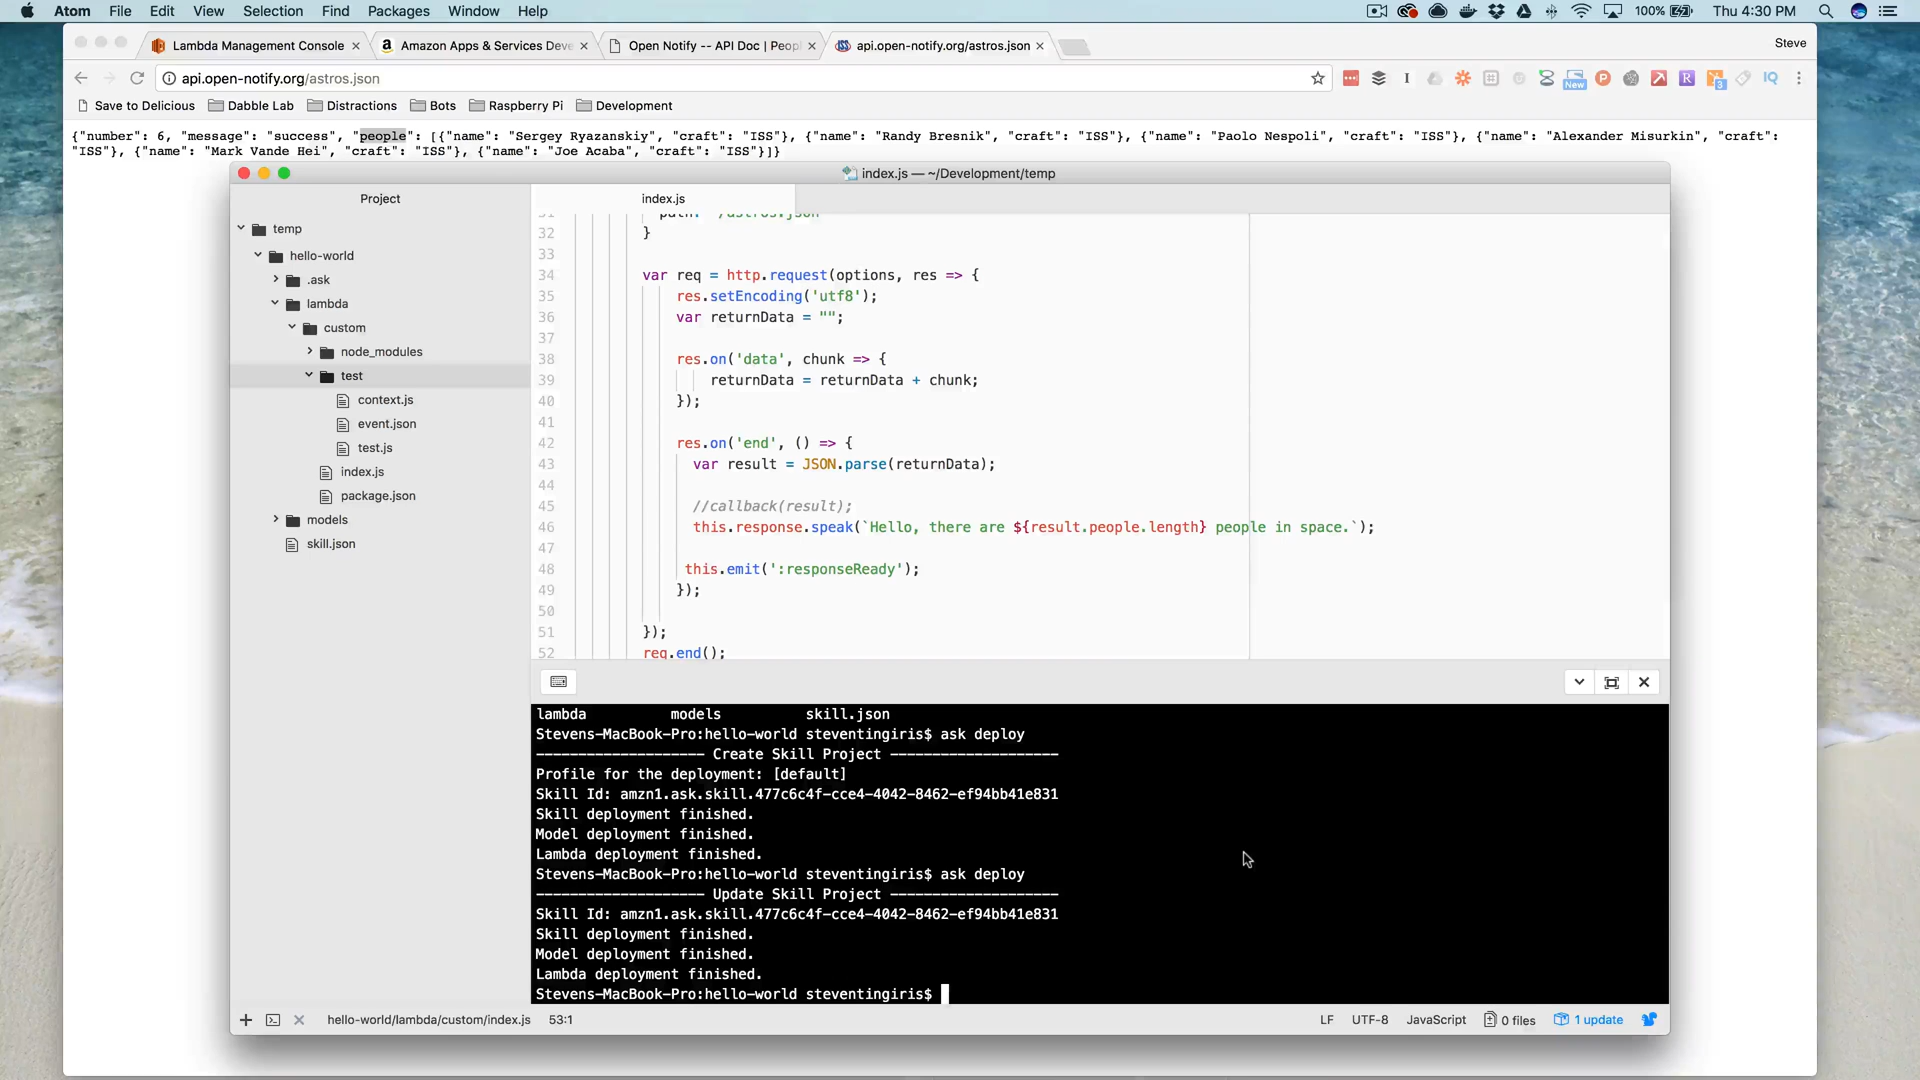 Atom File Edit View Selection Find Packages Window Help 100% Thu 4:30 PM
Lambda Management Console × Amazon Apps & Services Deve × Open Notify -- API Doc | Peopl × api.open-notify.org/astros.json × Steve
api.open-notify.org/astros.json New 3
Save to Delicious Dabble Lab Distractions Bots Raspberry Pi Development
{"number": 6, "message": "success", "people": [{"name": "Sergey Ryazanskiy", "craft": "ISS"}, {"name": "Randy Bresnik", "craft": "ISS"}, {"name": "Paolo Nespoli", "craft": "ISS"}, {"name": "Alexander Misurkin", "craft":
"ISS"}, {"name": "Mark Vande Hei", "craft": "ISS"}, {"name": "Joe Acaba", "craft": "ISS"}]}
index.js — ~/Development/temp
Project
temp
hello-world
.ask
lambda
custom
node_modules
test
context.js
event.json
test.js
index.js
package.json
models
skill.json
index.js
31 path: '/astros.json'
32 }
33
34 var req = http.request(options, res => {
35 res.setEncoding('utf8');
36 var returnData = "";
37
38 res.on('data', chunk => {
39 returnData = returnData + chunk;
40 });
41
42 res.on('end', () => {
43 var result = JSON.parse(returnData);
44
45 //callback(result);
46 this.response.speak(`Hello, there are ${result.people.length} people in space.`);
47
48 this.emit(':responseReady');
49 });
50
51 });
52 req.end();
lambda models skill.json
Stevens-MacBook-Pro:hello-world steventingiris$ ask deploy
-------------------- Create Skill Project --------------------
Profile for the deployment: [default]
Skill Id: amzn1.ask.skill.477c6c4f-cce4-4042-8462-ef94bb41e831
Skill deployment finished.
Model deployment finished.
Lambda deployment finished.
Stevens-MacBook-Pro:hello-world steventingiris$ ask deploy
-------------------- Update Skill Project --------------------
Skill Id: amzn1.ask.skill.477c6c4f-cce4-4042-8462-ef94bb41e831
Skill deployment finished.
Model deployment finished.
Lambda deployment finished.
Stevens-MacBook-Pro:hello-world steventingiris$
hello-world/lambda/custom/index.js 53:1 LF UTF-8 JavaScript 0 files 1 update